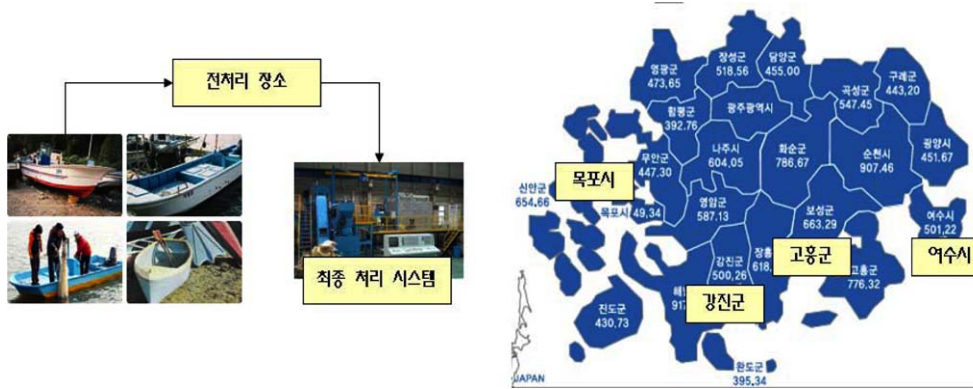 전처리 장소
최종 처리 시스템
장성군
518.56
담양군
455.00
영광군
473.65
구례군
443.20
곡성군
547.45
함평군
392.76
광주광역시
나주시
604.05
화순군
786.67
순천시
907.46
광양시
451.67
무안군
447.30
목포시
신안군
654.66
목포시 49.34
영암군
587.13
보성군
663.29
여수시
501.22
강진군
500.26
장흥
618.
고흥군
여수시
고흥군
776.32
해
917
강진군
진도군
430.73
완도군
395.34
JAPAN